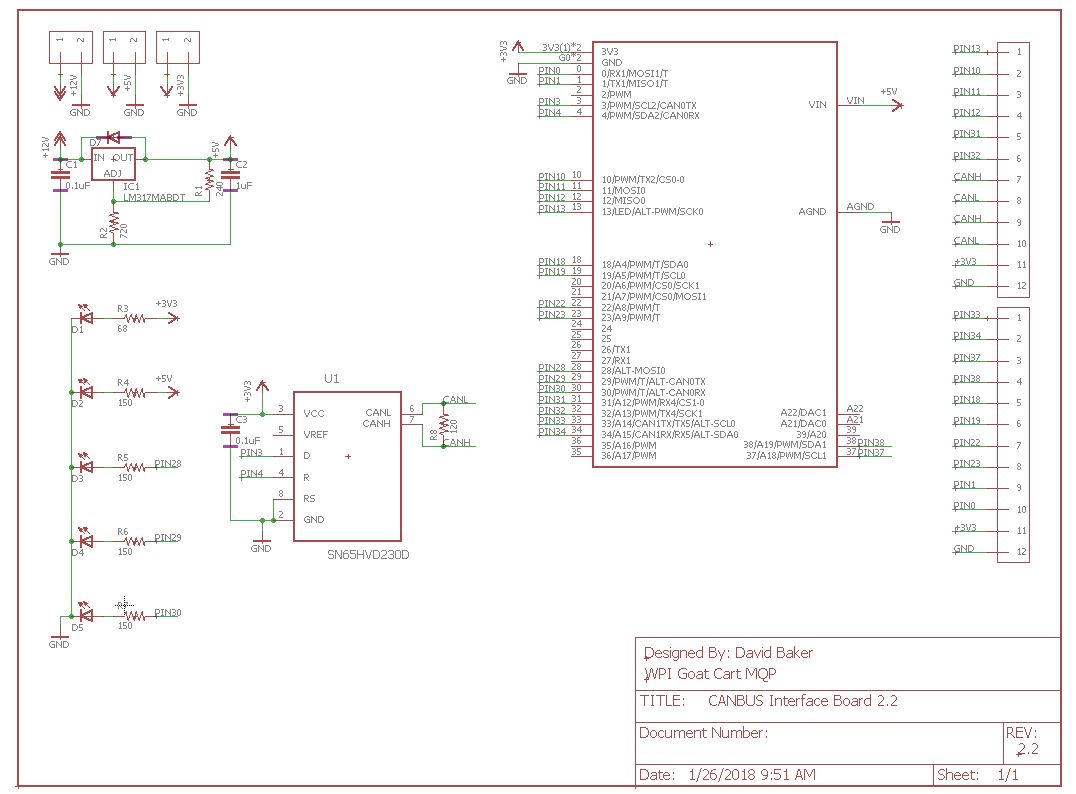 1 2
1 2
1 2
+12V
GND
+5V
GND
+3V3
GND
+12V
D7
+5V
C1
0.1uF
IN OUT
ADJ
IC1
LM317MABDT
R1
240
C2
1uF
R2
720
GND
D1
R3
68
+3V3
D2
R4
150
+5V
D3
R5
150
PIN28
D4
R6
150
PIN29
D5
150
PIN30
GND
U1
+3V3
C3
0.1uF
PIN3
PIN4
GND
3 VCC
5 VREF
1 D
4 R
8 RS
2 GND
CANL 6
CANH 7
CANL
R8
120
CANH
SN65HVD230D
+3V3
GND
3V3(1)*2 3V3
G0*2 GND
PIN0 0 0/RX1/MOSI1/T
PIN1 1 1/TX1/MISO1/T
2 2/PWM
PIN3 3 3/PWM/SCL2/CAN0TX
PIN4 4 4/PWM/SDA2/CAN0RX
PIN10 10 10/PWM/TX2/CS0-0
PIN11 11 11/MOSI0
PIN12 12 12/MISO0
PIN13 13 13/LED/ALT-PWM/SCK0
PIN18 18 18/A4/PWM/T/SDA0
PIN19 19 19/A5/PWM/T/SCL0
20 20/A6/PWM/CS0/SCK1
21 21/A7/PWM/CS0/MOSI1
PIN22 22 22/A8/PWM/T
PIN23 23 23/A9/PWM/T
24 24
25 25
26 26/TX1
27 27/RX1
PIN28 28 28/ALT-MOSI0
PIN29 29 29/PWM/T/ALT-CAN0TX
PIN30 30 30/PWM/T/ALT-CAN0RX
PIN31 31 31/A12/PWM/RX4/CS1-0
PIN32 32 32/A13/PWM/TX4/SCK1
PIN33 33 33/A14/CAN1TX/TX5/ALT-SCL0
PIN34 34 34/A15/CAN1RX/RX5/ALT-SDA0
36 35/A16/PWM
35 36/A17/PWM
VIN VIN +5V
AGND AGND
GND
A22/DAC1 A22
A21/DAC0 A21
39/A20 39
38/A19/PWM/SDA1 38 PIN38
37/A18/PWM/SCL1 37 PIN37
PIN13 1
PIN10 2
PIN11 3
PIN12 4
PIN31 5
PIN32 6
CANH 7
CANL 8
CANH 9
CANL 10
+3V3 11
GND 12
PIN33 1
PIN34 2
PIN37 3
PIN38 4
PIN18 5
PIN19 6
PIN22 7
PIN23 8
PIN1 9
PIN0 10
+3V3 11
GND 12
Designed By: David Baker
WPI Goat Cart MQP
TITLE: CANBUS Interface Board 2.2
Document Number:
REV:
2.2
Date: 1/26/2018 9:51 AM
Sheet: 1/1